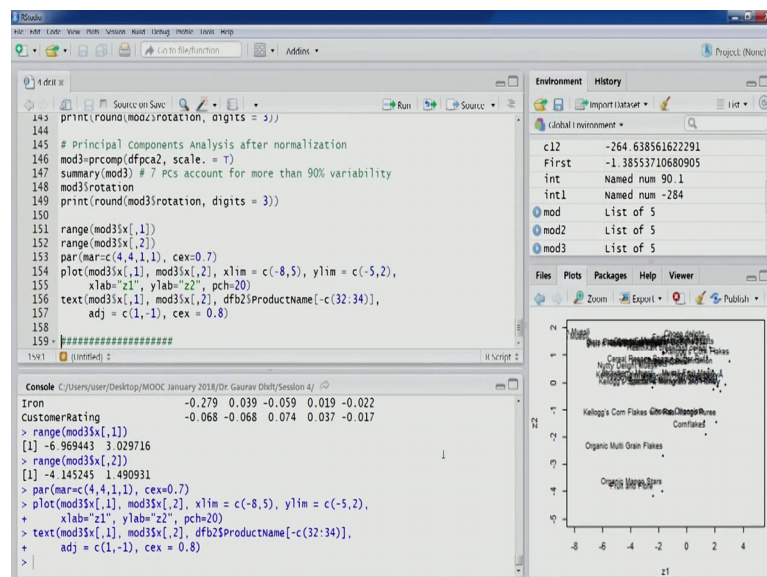 RStudio
File Edit Code View Plots Session Build Debug Profile Tools Help
Go to file/function
Addins
Project: (None)
4 dr.R
Source on Save
Run
Source
143 print(round(mod2$rotation, digits = 3))
144
145 # Principal Components Analysis after normalization
146 mod3=prcomp(dfpca2, scale. = T)
147 summary(mod3) # 7 PCs account for more than 90% variability
148 mod3$rotation
149 print(round(mod3$rotation, digits = 3))
150
151 range(mod3$x[,1])
152 range(mod3$x[,2])
153 par(mar=c(4,4,1,1), cex=0.7)
154 plot(mod3$x[,1], mod3$x[,2], xlim = c(-8,5), ylim = c(-5,2),
155 xlab="z1", ylab="z2", pch=20)
156 text(mod3$x[,1], mod3$x[,2], dfb2$ProductName[-c(32:34)],
157 adj = c(1,-1), cex = 0.8)
158
159 ###################
159:1 (Untitled) R Script
Console C:/Users/user/Desktop/MOOC January 2018/Dr. Gaurav Dixit/Session 4/
Iron -0.279 0.039 -0.059 0.019 -0.022
CustomerRating -0.068 -0.068 0.074 0.037 -0.017
> range(mod3$x[,1])
[1] -6.969443 3.029716
> range(mod3$x[,2])
[1] -4.145245 1.490931
> par(mar=c(4,4,1,1), cex=0.7)
> plot(mod3$x[,1], mod3$x[,2], xlim = c(-8,5), ylim = c(-5,2),
+ xlab="z1", ylab="z2", pch=20)
> text(mod3$x[,1], mod3$x[,2], dfb2$ProductName[-c(32:34)],
+ adj = c(1,-1), cex = 0.8)
>
Environment History
Import Dataset List
Global Environment
c12 -264.638561622291
First -1.38553710680905
int Named num 90.1
int1 Named num -284
mod List of 5
mod2 List of 5
mod3 List of 5
Files Plots Packages Help Viewer
Zoom Export Publish
Nutty Delight
Kellogg's Corn Flakes
Cornflakes
Organic Multi Grain Flakes
Organic Mango Stars
z2
2
1
0
-1
-2
-3
-4
-5
-8 -6 -4 -2 0 2 4
z1